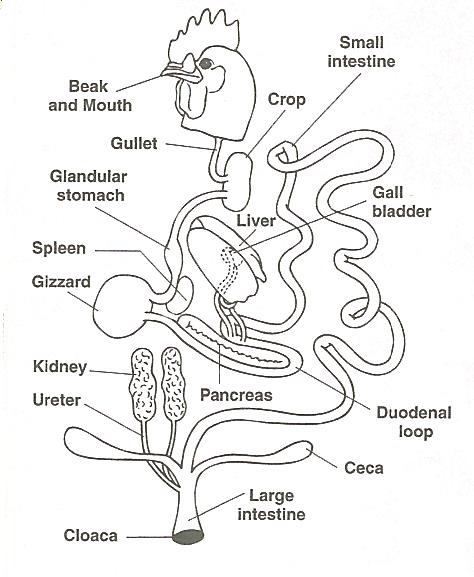 Small
intestine
Beak
and Mouth
Crop
Gullet
Glandular
stomach
Gall
bladder
Liver
Spleen
Gizzard
Kidney
Pancreas
Ureter
Duodenal
loop
Ceca
Large
intestine
Cloaca